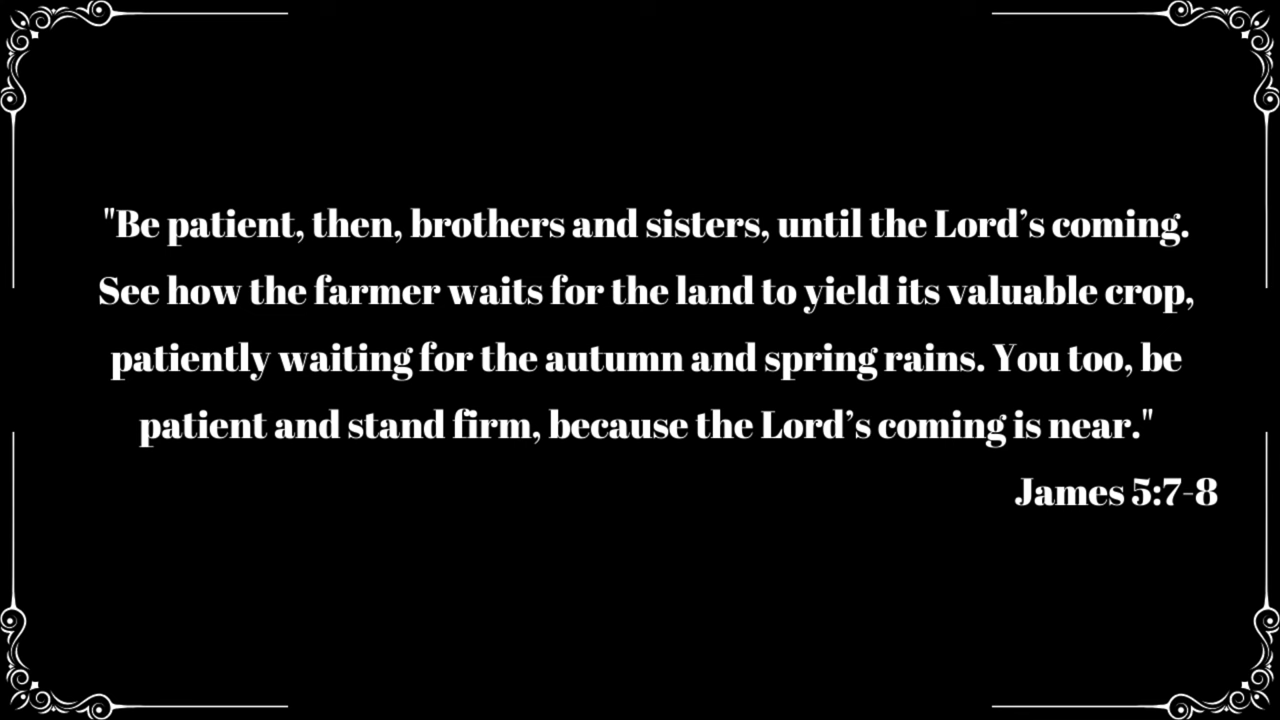 "Be patient, then, brothers and sisters, until the Lord’s coming.
See how the farmer waits for the land to yield its valuable crop,
patiently waiting for the autumn and spring rains. You too, be
patient and stand firm, because the Lord’s coming is near."
James 5:7-8